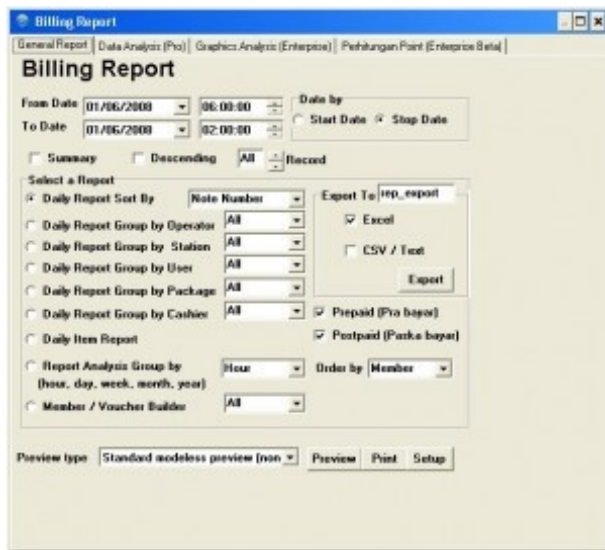 Billing Report
General Report Data Analysis (Pro) Graphics Analysis (Enterprise) Perhitungan Point (Enterprise Beta)
Billing Report
From Date 01/06/2008 06:00:00
To Date 01/06/2008 02:00:00
Date by
Start Date Stop Date
Summary Descending All Record
Select a Report
Daily Report Sort By Note Number
Daily Report Group by Operator All
Daily Report Group by Station All
Daily Report Group by User All
Daily Report Group by Package All
Daily Report Group by Cashier All
Daily Item Report
Report Analysis Group by Hour Order by Member
(hour, day, week, month, year)
Member / Voucher Builder All
Export To rep_export
Excel
CSV / Text
Export
Prepaid (Pra bayar)
Postpaid (Paska bayar)
Preview type Standard modeless preview (non Preview Print Setup